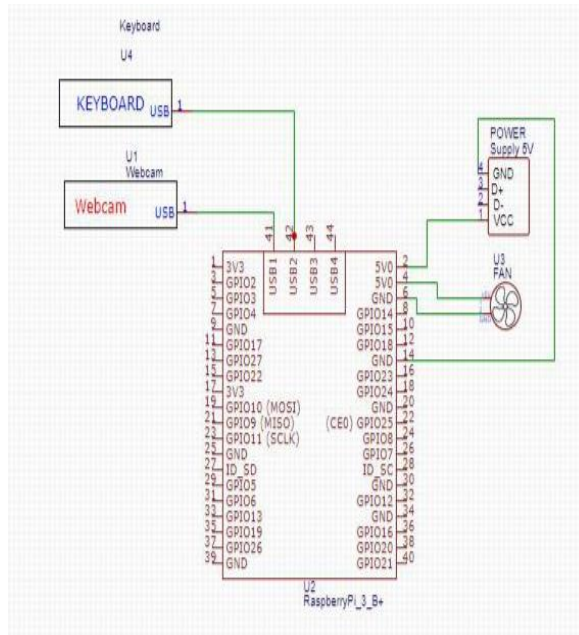 Keyboard
U4
KEYBOARD USB 1
U1
Webcam
Webcam USB 1
POWER
Supply 5V
4 GND
3 D+
2 D-
1 VCC
U3
FAN
41 42 43 44
USB1 USB2 USB3 USB4
1 3V3 5V0 2
3 GPIO2 5V0 4
5 GPIO3 GND 6
7 GPIO4 GPIO14 8
9 GND GPIO15 10
11 GPIO17 GPIO18 12
13 GPIO27 GND 14
15 GPIO22 GPIO23 16
17 3V3 GPIO24 18
19 GPIO10 (MOSI) GND 20
21 GPIO9 (MISO) (CE0) GPIO25 22
23 GPIO11 (SCLK) GPIO8 24
25 GND GPIO7 26
27 ID_SD ID_SC 28
29 GPIO5 GND 30
31 GPIO6 GPIO12 32
33 GPIO13 GND 34
35 GPIO19 GPIO16 36
37 GPIO26 GPIO20 38
39 GND GPIO21 40
U2
RaspberryPi_3_B+